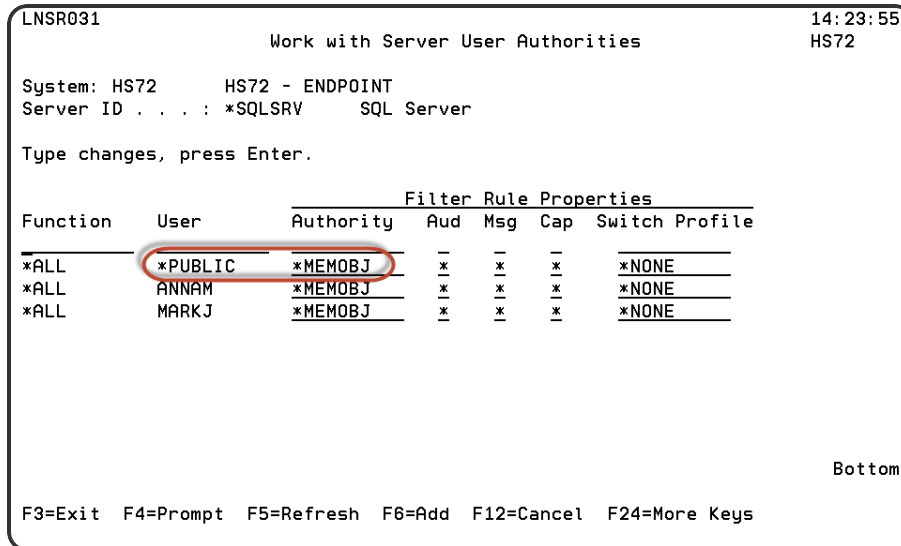 LNSR031 14:23:55
Work with Server User Authorities HS72
System: HS72 HS72 - ENDPOINT
Server ID . . . : *SQLSRV SQL Server
Type changes, press Enter.
Filter Rule Properties
Function User Authority Aud Msg Cap Switch Profile
*ALL *PUBLIC *MEMOBJ * * * *NONE
*ALL ANNAM *MEMOBJ * * * *NONE
*ALL MARKJ *MEMOBJ * * * *NONE
Bottom
F3=Exit F4=Prompt F5=Refresh F6=Add F12=Cancel F24=More Keys